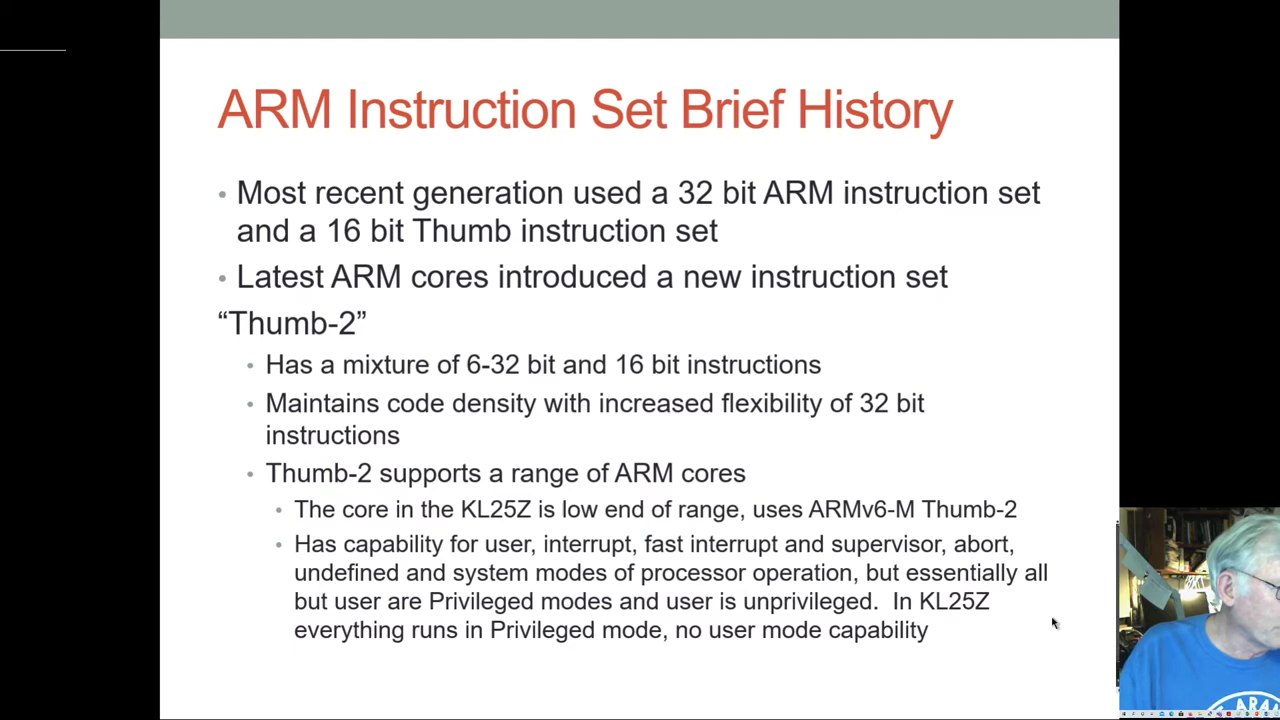 ARM Instruction Set Brief History
• Most recent generation used a 32 bit ARM instruction set
and a 16 bit Thumb instruction set
• Latest ARM cores introduced a new instruction set
“Thumb-2”
• Has a mixture of 6-32 bit and 16 bit instructions
• Maintains code density with increased flexibility of 32 bit
instructions
• Thumb-2 supports a range of ARM cores
• The core in the KL25Z is low end of range, uses ARMv6-M Thumb-2
• Has capability for user, interrupt, fast interrupt and supervisor, abort,
undefined and system modes of processor operation, but essentially all
but user are Privileged modes and user is unprivileged. In KL25Z
everything runs in Privileged mode, no user mode capability